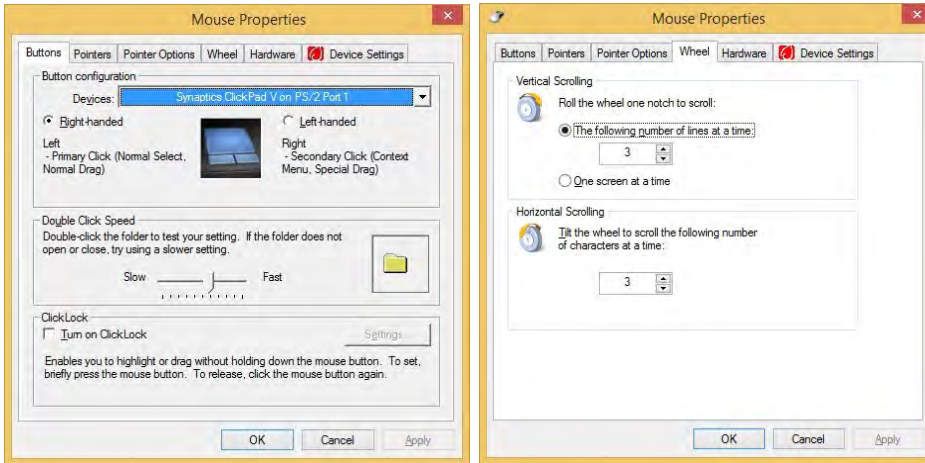 Mouse Properties
Buttons Pointers Pointer Options Wheel Hardware Device Settings
Button configuration
Devices: Synaptics ClickPad V on PS/2 Port 1
Right-handed
Left-handed
Left
- Primary Click (Normal Select,
Normal Drag)
Right
- Secondary Click (Context
Menu, Special Drag)
Double Click Speed
Double-click the folder to test your setting. If the folder does not
open or close, try using a slower setting.
Slow Fast
ClickLock
Turn on ClickLock
Settings...
Enables you to highlight or drag without holding down the mouse button. To set,
briefly press the mouse button. To release, click the mouse button again.
OK Cancel Apply
Mouse Properties
Buttons Pointers Pointer Options Wheel Hardware Device Settings
Vertical Scrolling
Roll the wheel one notch to scroll:
The following number of lines at a time:
3
One screen at a time
Horizontal Scrolling
Tilt the wheel to scroll the following number
of characters at a time:
3
OK Cancel Apply